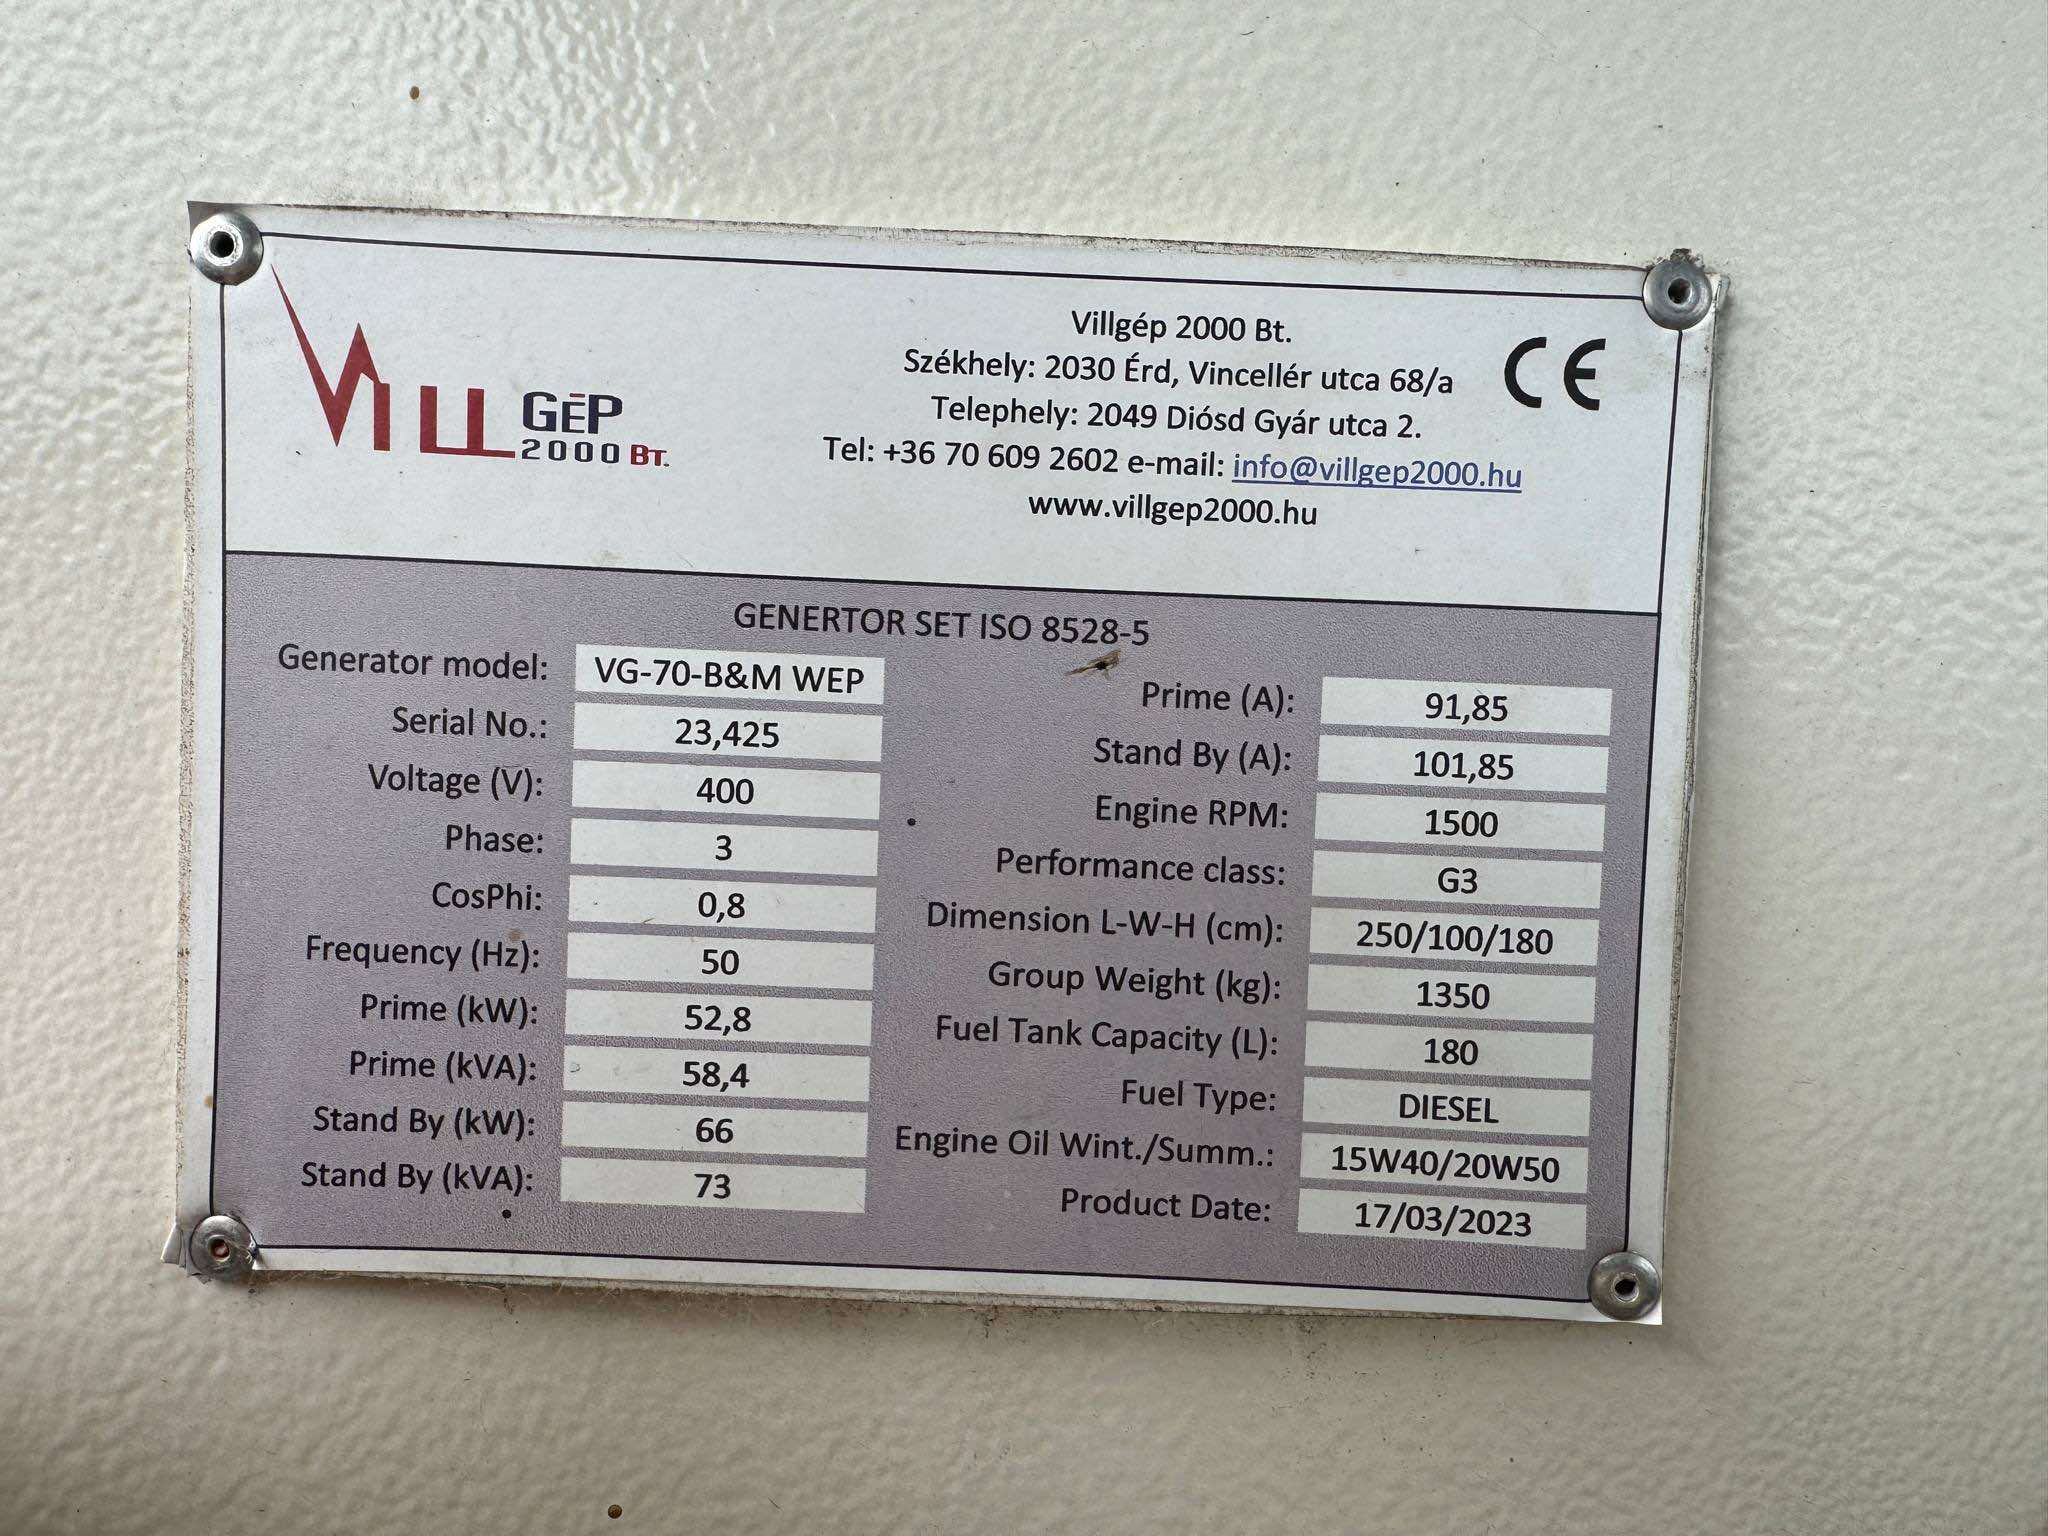 VILL GÉP
2000 BT.
Villgép 2000 Bt.
Székhely: 2030 Érd, Vincellér utca 68/a
Telephely: 2049 Diósd Gyár utca 2.
Tel: +36 70 609 2602 e-mail: info@villgep2000.hu
www.villgep2000.hu
CE
GENERTOR SET ISO 8528-5
Generator model: VG-70-B&M WEP
Serial No.: 23,425
Voltage (V): 400
Phase: 3
CosPhi: 0,8
Frequency (Hz): 50
Prime (kW): 52,8
Prime (kVA): 58,4
Stand By (kW): 66
Stand By (kVA): 73
Prime (A): 91,85
Stand By (A): 101,85
Engine RPM: 1500
Performance class: G3
Dimension L-W-H (cm): 250/100/180
Group Weight (kg): 1350
Fuel Tank Capacity (L): 180
Fuel Type: DIESEL
Engine Oil Wint./Summ.: 15W40/20W50
Product Date: 17/03/2023